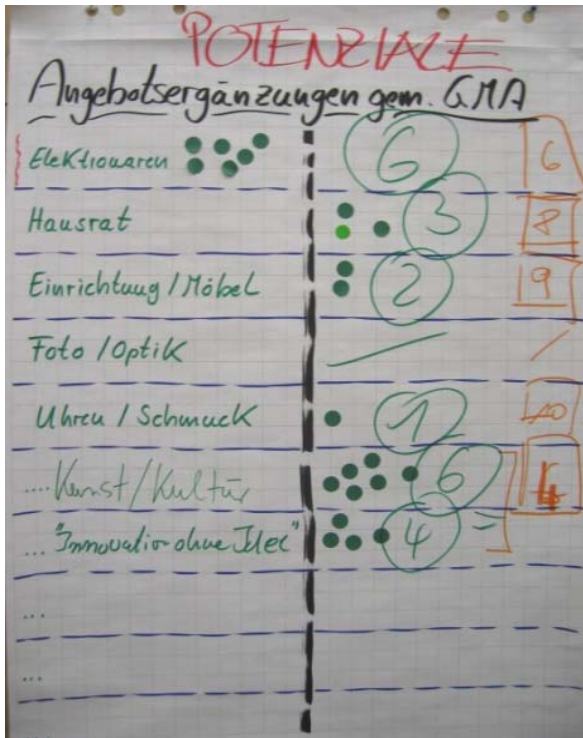 POTENZIALE
Angebotsergänzungen gem. GMA
Elektrowaren 6 6
Hausrat 3 8
Einrichtung / Möbel 2 9
Foto / Optik / 
Uhren / Schmuck 1 10
.... Kunst/Kultur 6 4
... "Innovation ohne Idee" 4 =
...
...